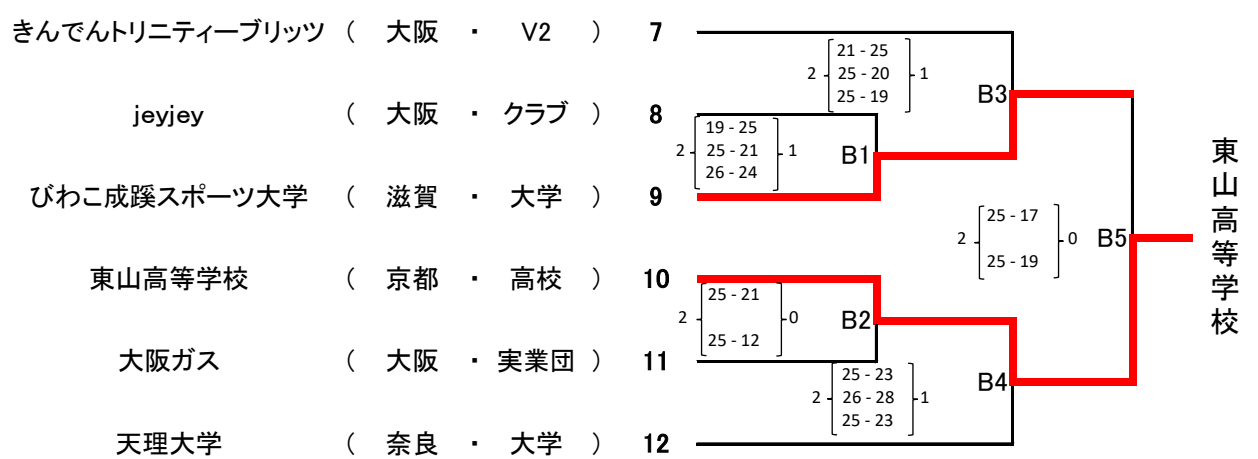 きんでんトリニティーブリッツ ( 大阪 ・ V2 ) 7
21 - 25
2 25 - 20 1
25 - 19
B3
jeyjey ( 大阪 ・ クラブ ) 8
19 - 25
2 25 - 21 1
26 - 24
B1
びわこ成蹊スポーツ大学 ( 滋賀 ・ 大学 ) 9
25 - 17
2 0
25 - 19
B5
東山高等学校
東山高等学校 ( 京都 ・ 高校 ) 10
25 - 21
2 0
25 - 12
B2
大阪ガス ( 大阪 ・ 実業団 ) 11
25 - 23
2 26 - 28 1
25 - 23
B4
天理大学 ( 奈良 ・ 大学 ) 12